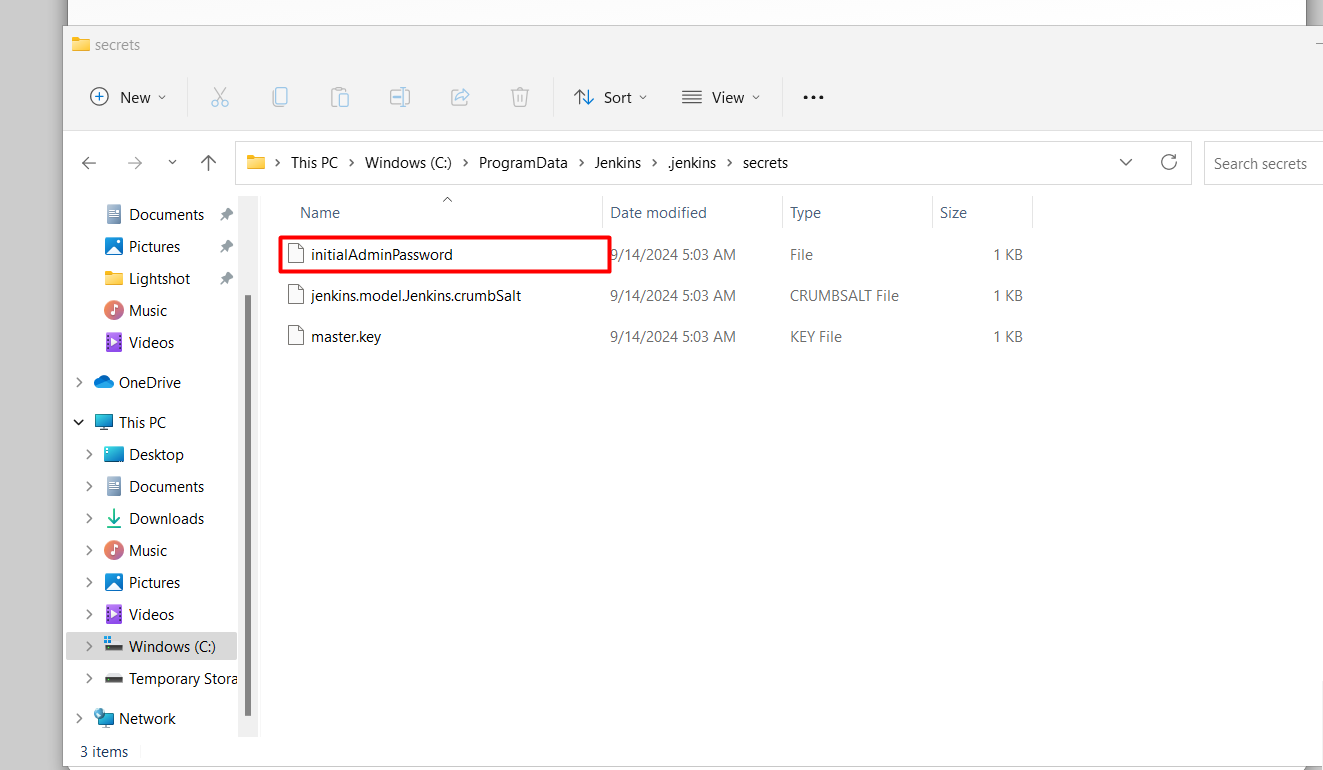 secrets
New
Sort
View
This PC > Windows (C:) > ProgramData > Jenkins > .jenkins > secrets
Search secrets
Documents
Pictures
Lightshot
Music
Videos
OneDrive
This PC
Desktop
Documents
Downloads
Music
Pictures
Videos
Windows (C:)
Temporary Stora
Network
Name Date modified Type Size
initialAdminPassword 9/14/2024 5:03 AM File 1 KB
jenkins.model.Jenkins.crumbSalt 9/14/2024 5:03 AM CRUMBSALT File 1 KB
master.key 9/14/2024 5:03 AM KEY File 1 KB
3 items